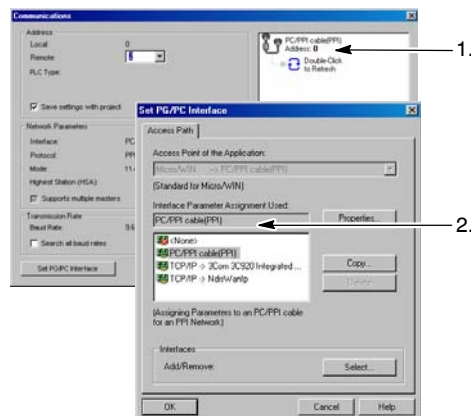 Communications
Address
Local: 0
Remote:
PLC Type:
Save settings with project
Network Parameters
Interface: PC
Protocol: PPI
Mode: 11-
Highest Station (HSA):
Supports multiple masters
Transmission Rate
Baud Rate: 9.6
Search all baud rates
Set PG/PC Interface
PC/PPI cable(PPI)
Address: 0
Double-Click
to Refresh
1.
Set PG/PC Interface
Access Path
Access Point of the Application:
Micro/WIN -> PC/PPI cable(PPI)
(Standard for Micro/WIN)
Interface Parameter Assignment Used:
PC/PPI cable(PPI)
Properties...
2.
<None>
PC/PPI cable(PPI)
TCP/IP -> 3Com 3C920 Integrated ...
TCP/IP -> NdisWanIp
Copy...
Delete
(Assigning Parameters to an PC/PPI cable
for an PPI Network)
Interfaces
Add/Remove:
Select...
OK
Cancel
Help